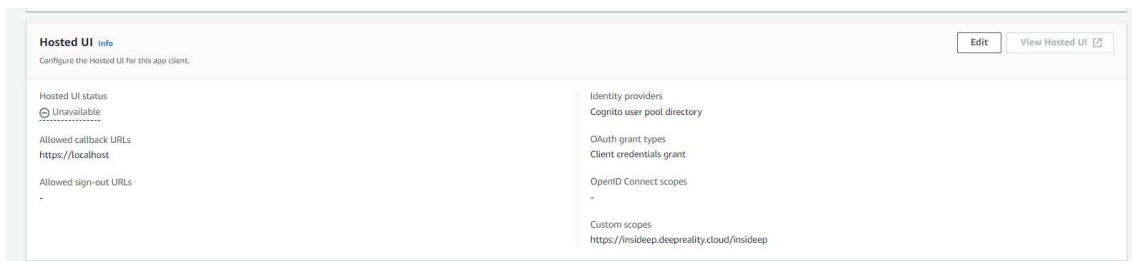 Hosted UI Info
Edit
View Hosted UI
Configure the Hosted UI for this app client.
Hosted UI status
Unavailable
Allowed callback URLs
https://localhost
Allowed sign-out URLs
-
Identity providers
Cognito user pool directory
OAuth grant types
Client credentials grant
OpenID Connect scopes
-
Custom scopes
https://insideep.deepreality.cloud/insideep